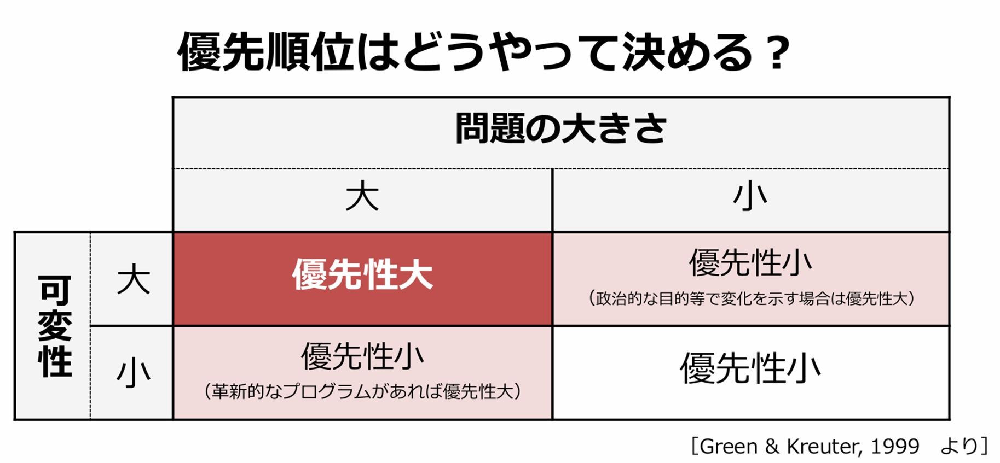 優先順位はどうやって決める？
問題の大きさ
大
小
可変性
大
優先性大
優先性小
（政治的な目的等で変化を示す場合は優先性大）
小
優先性小
（革新的なプログラムがあれば優先性大）
優先性小
［Green & Kreuter, 1999　より］